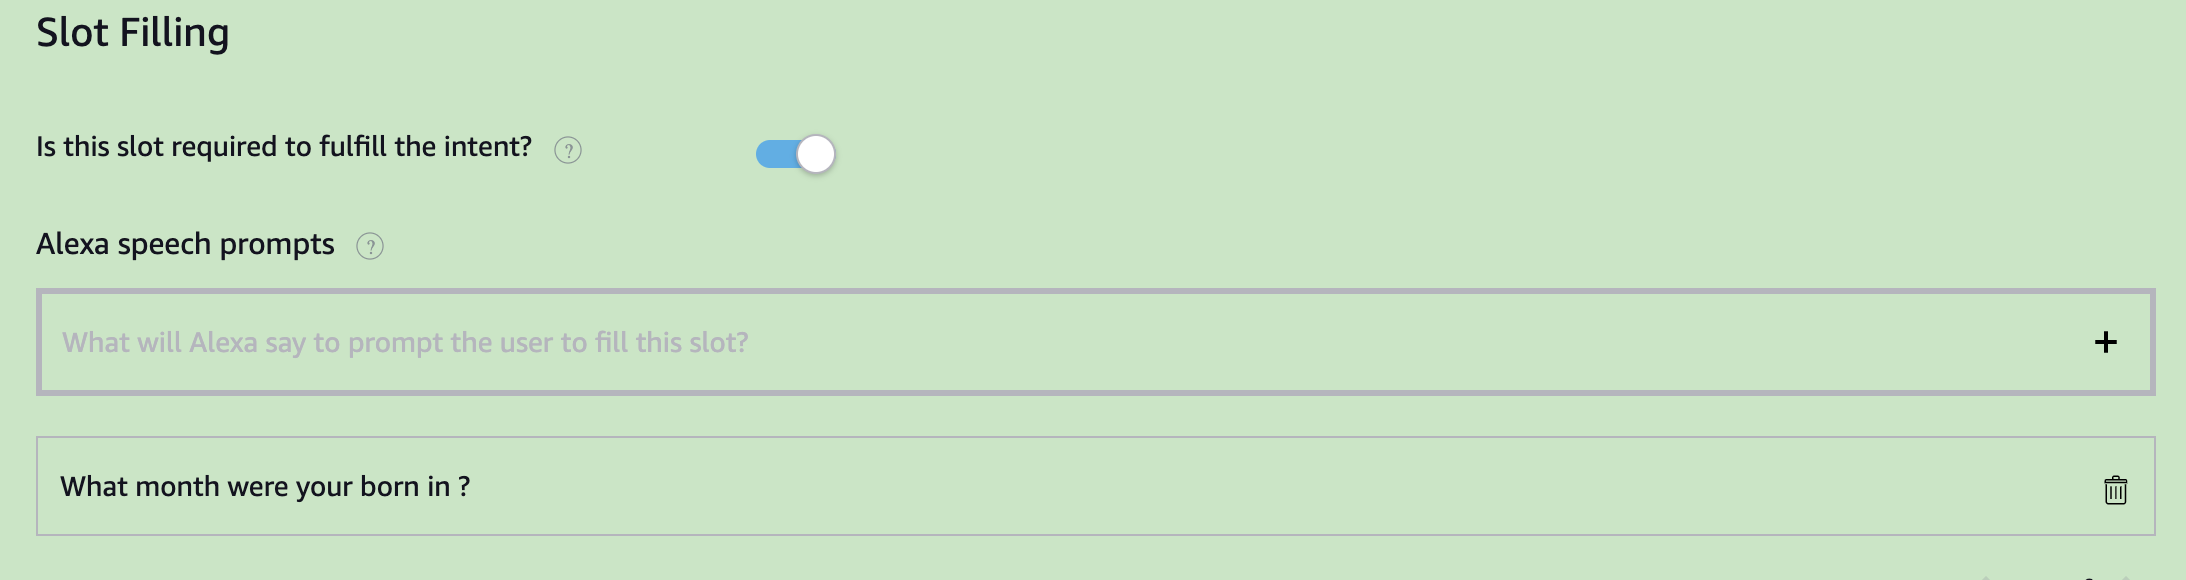 Slot Filling
Is this slot required to fulfill the intent? ?
Alexa speech prompts ?
What will Alexa say to prompt the user to fill this slot?
What month were your born in ?